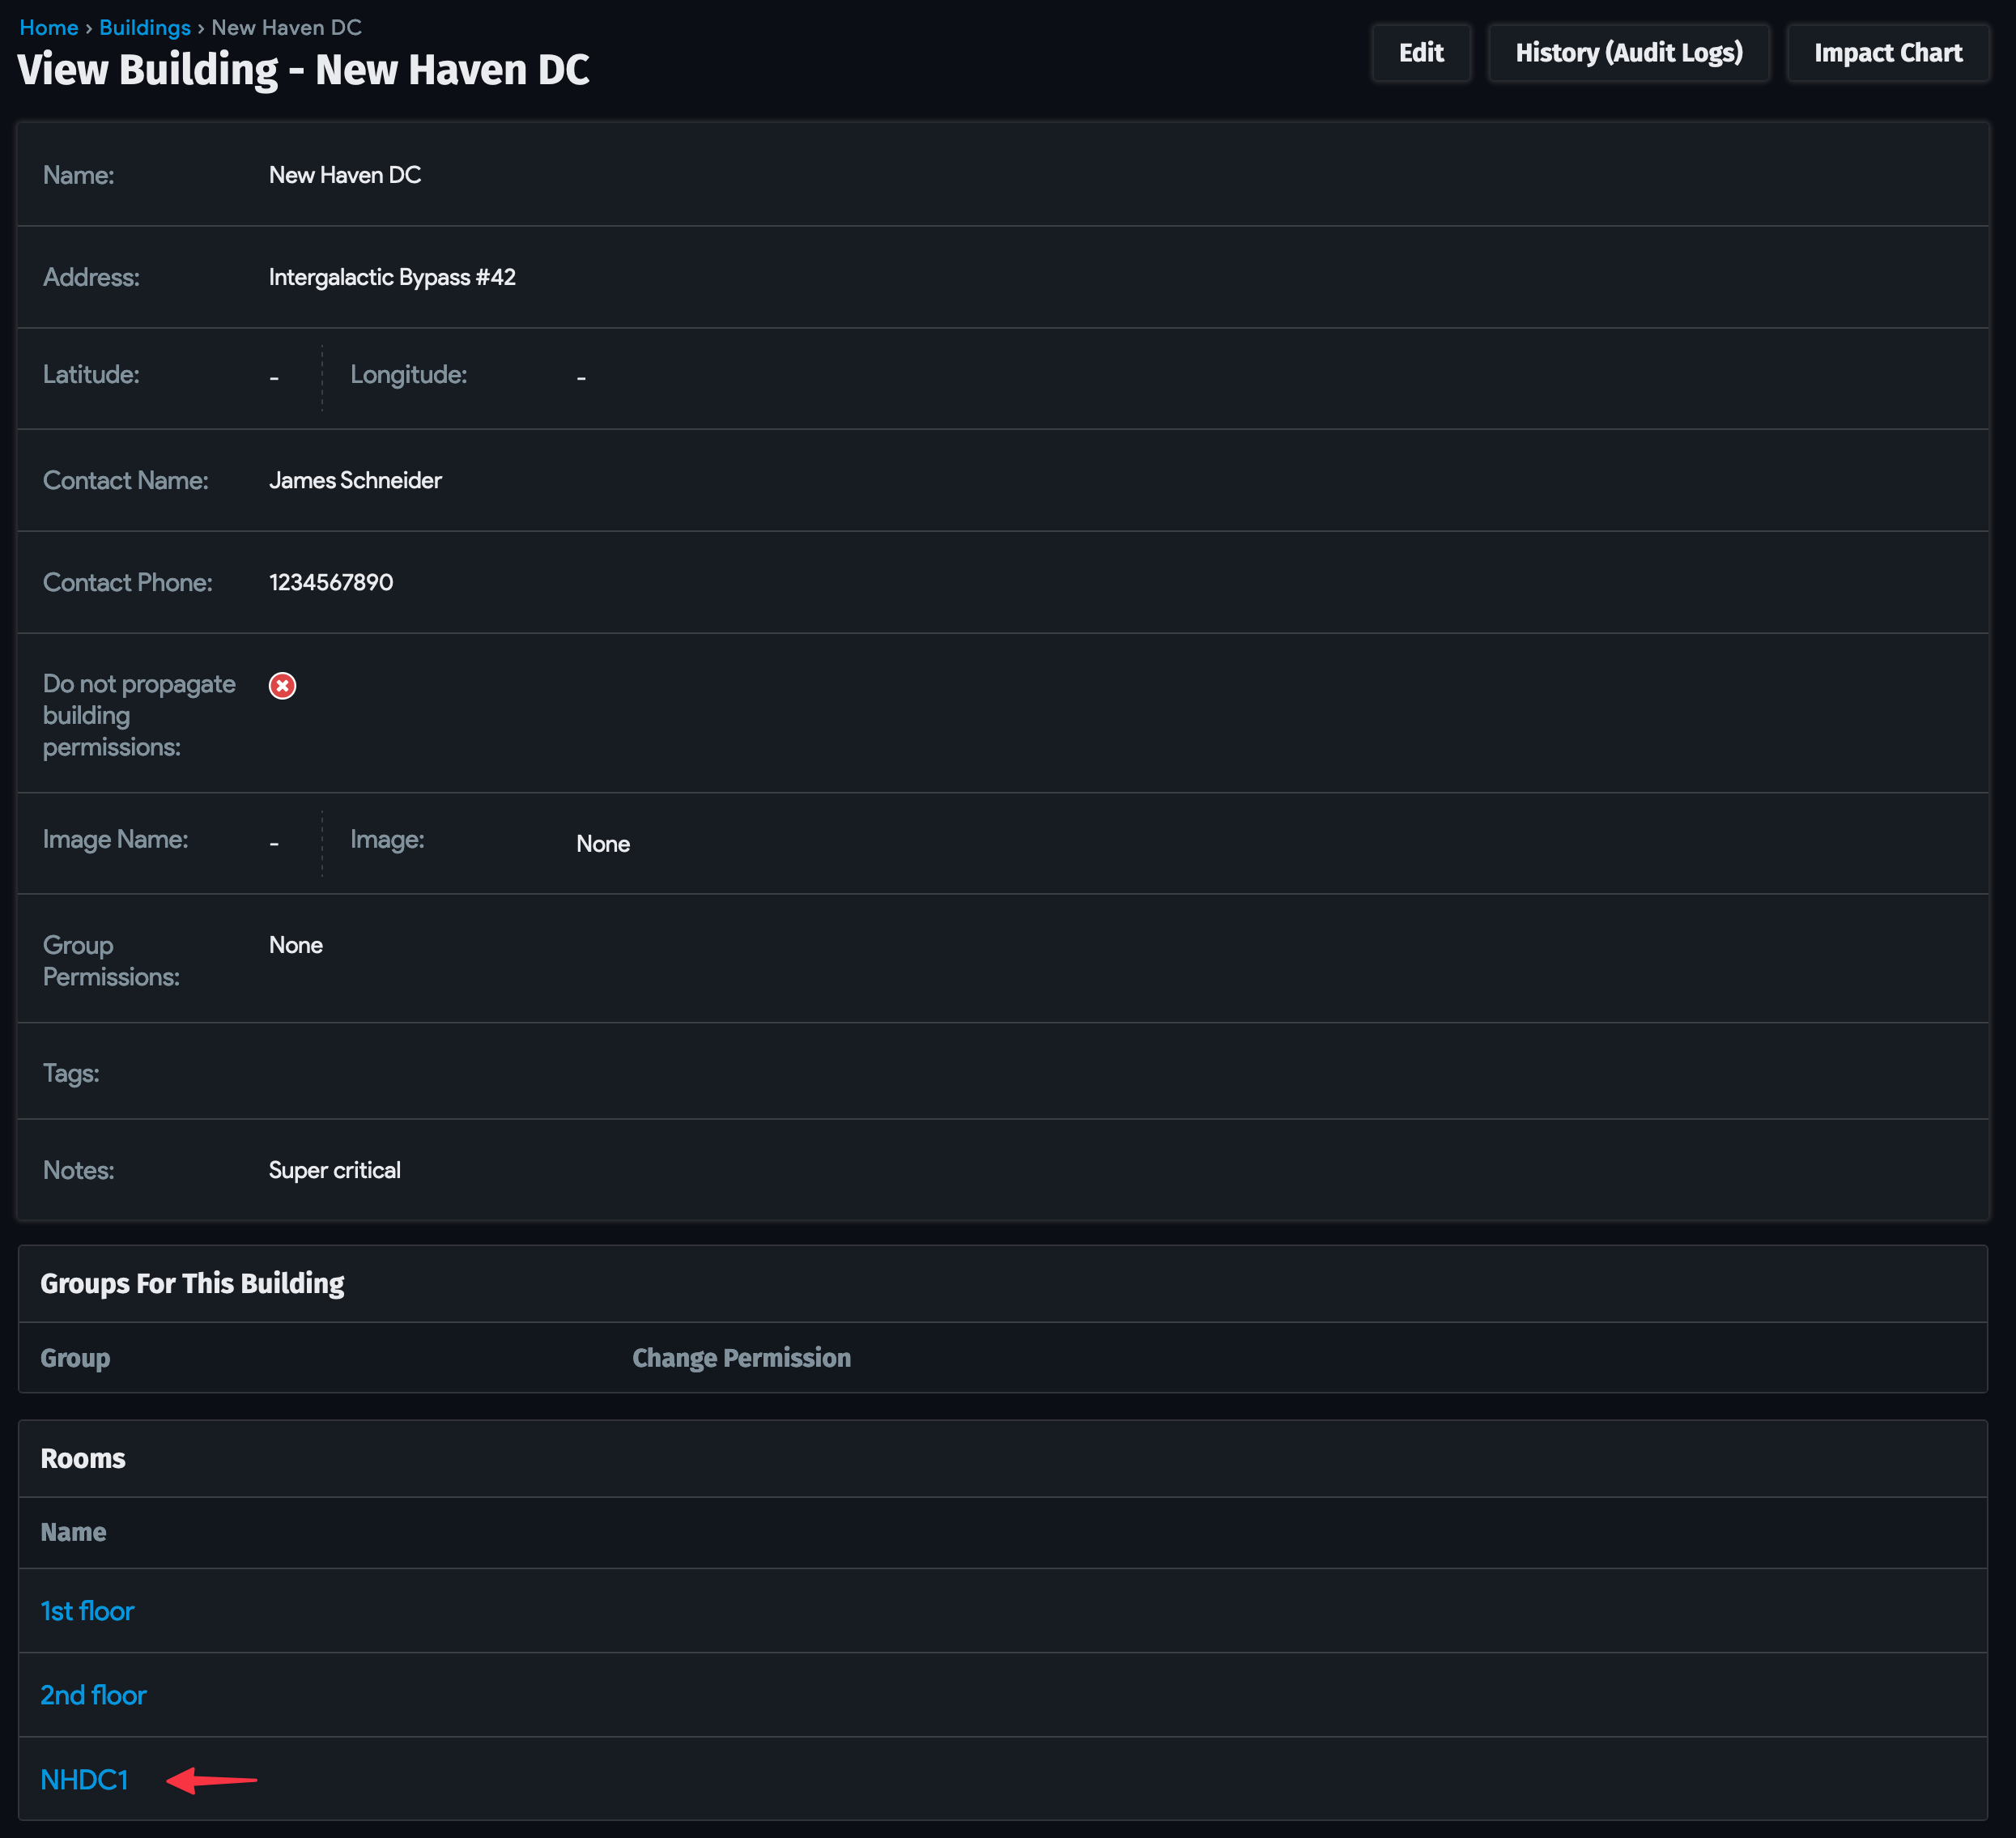 Home › Buildings › New Haven DC
View Building - New Haven DC
Edit
History (Audit Logs)
Impact Chart
Name: New Haven DC
Address: Intergalactic Bypass #42
Latitude: - Longitude: -
Contact Name: James Schneider
Contact Phone: 1234567890
Do not propagate
building
permissions:
Image Name: - Image: None
Group None
Permissions:
Tags:
Notes: Super critical
Groups For This Building
Group Change Permission
Rooms
Name
1st floor
2nd floor
NHDC1